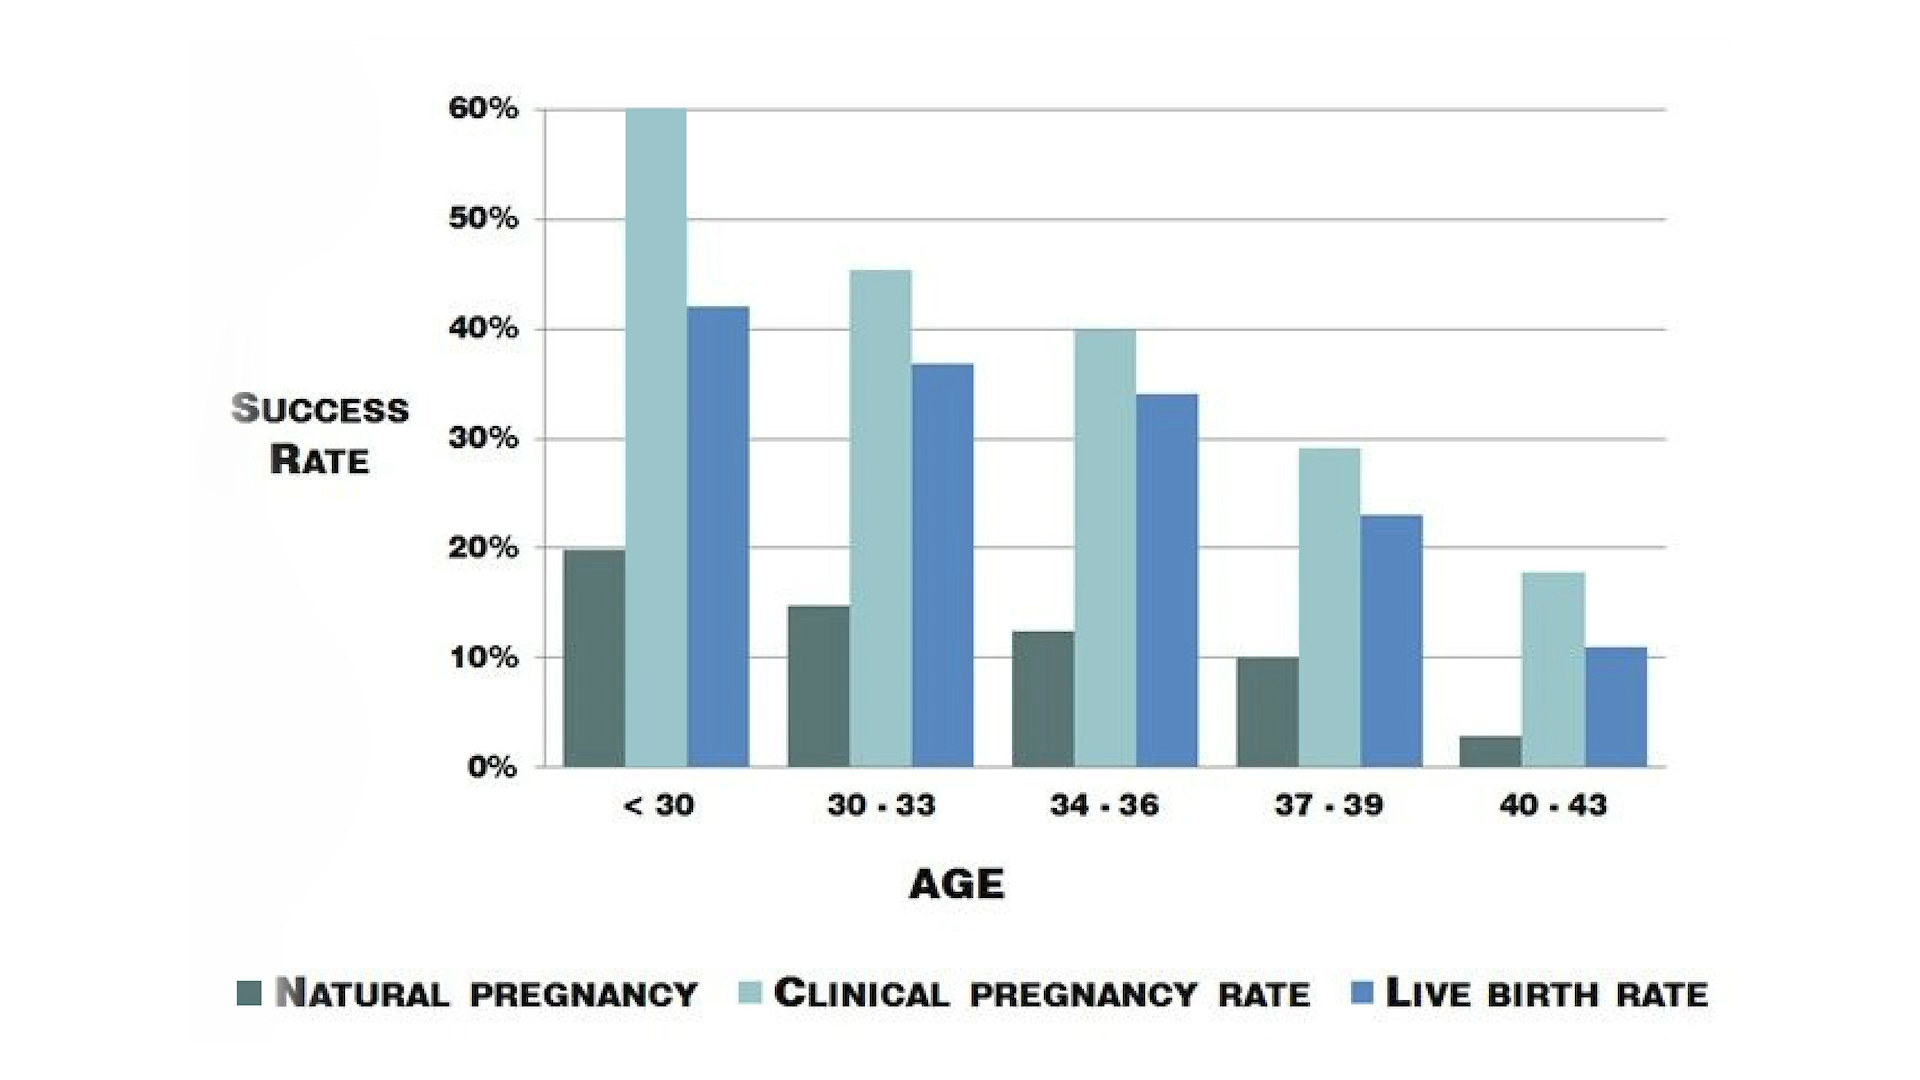 60%
50%
40%
30%
20%
10%
0%
SUCCESS
RATE
< 30
30 - 33
34 - 36
37 - 39
40 - 43
AGE
NATURAL PREGNANCY
CLINICAL PREGNANCY RATE
LIVE BIRTH RATE